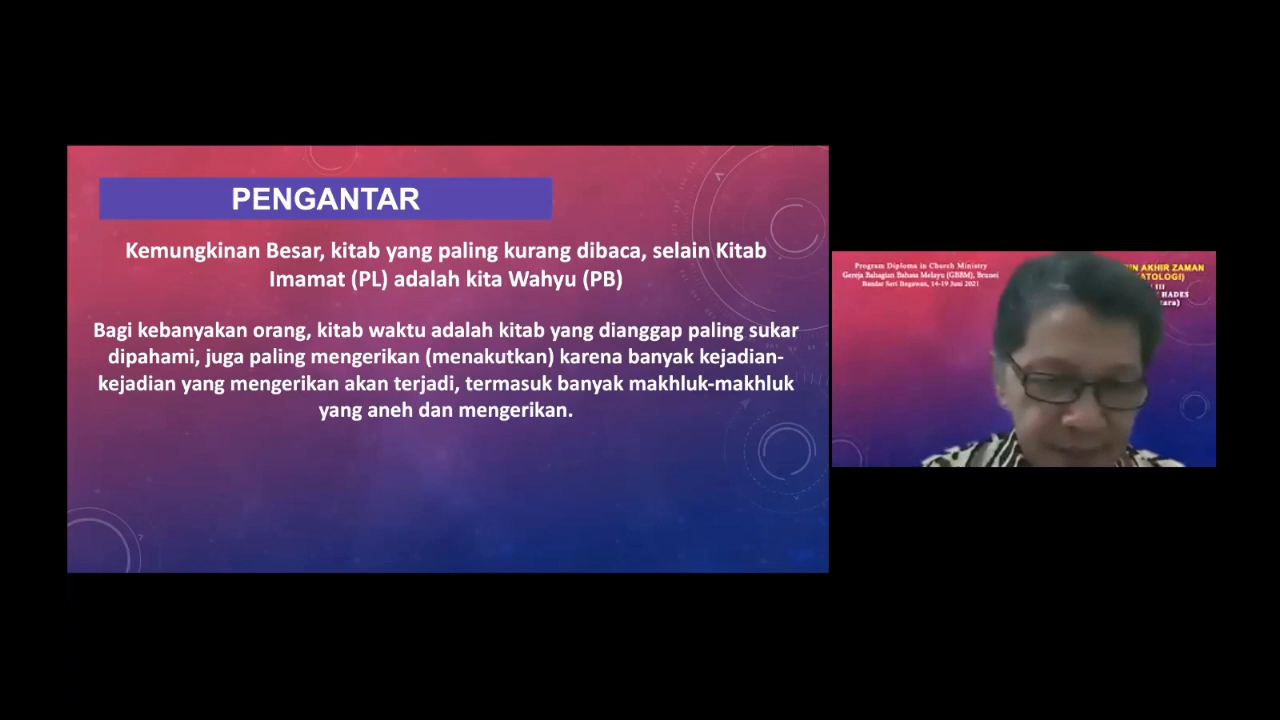 PENGANTAR
Kemungkinan Besar, kitab yang paling kurang dibaca, selain Kitab
Imamat (PL) adalah kita Wahyu (PB)
Bagi kebanyakan orang, kitab waktu adalah kitab yang dianggap paling sukar
dipahami, juga paling mengerikan (menakutkan) karena banyak kejadian-
kejadian yang mengerikan akan terjadi, termasuk banyak makhluk-makhluk
yang aneh dan mengerikan.
Program Diploma in Church Ministry
Gereja Bahagian Bahasa Melayu (GBBM), Brunei
Bandar Seri Begawan, 14-19 Juni 2021
AKHIR ZAMAN
III
HADES